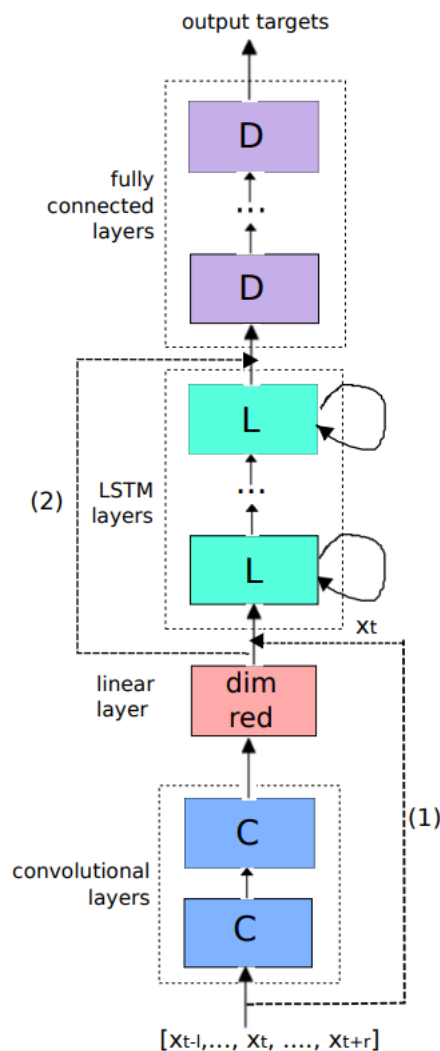 output targets
D
fully
connected
layers
...
D
L
(2)
LSTM
layers
...
L
xt
linear
layer
dim
red
C
(1)
convolutional
layers
C
[xt-l,..., xt, ...., xt+r]